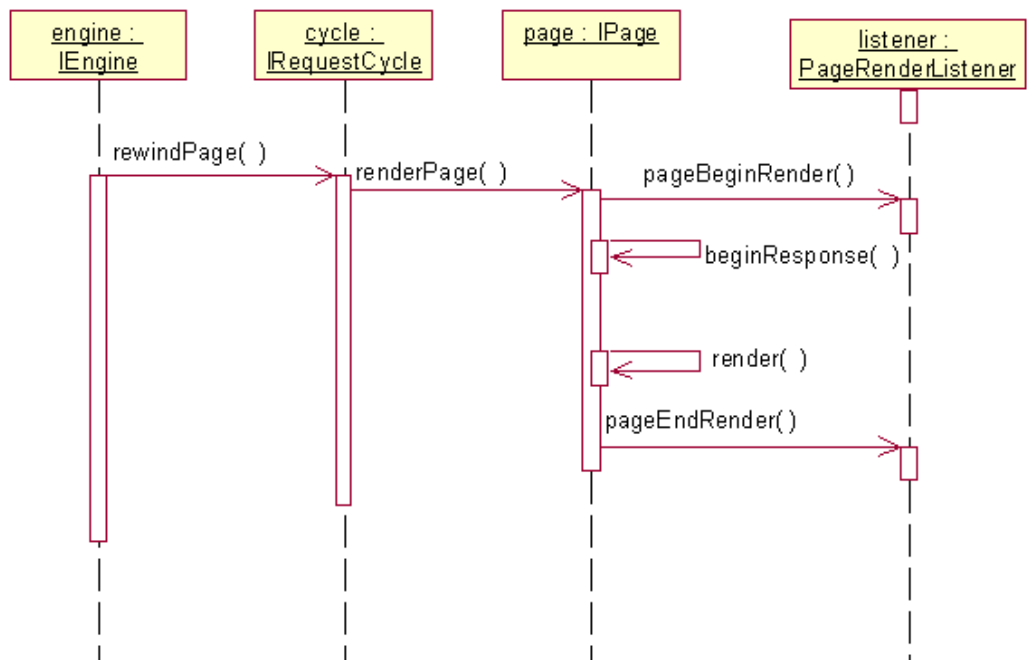 engine :
IEngine
cycle :
IRequestCycle
page : IPage
listener :
PageRenderListener
rewindPage( )
renderPage( )
pageBeginRender()
beginResponse( )
render( )
pageEndRender()